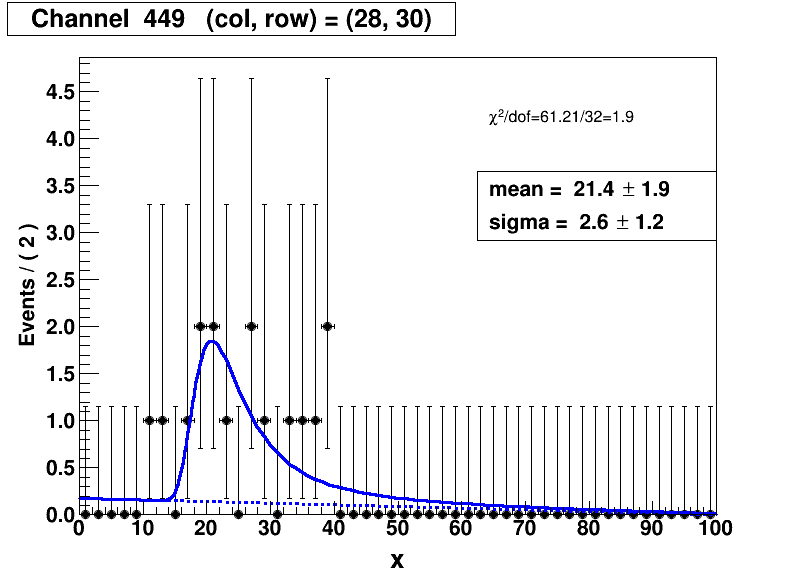 Channel  449   (col, row) = (28, 30)
χ²/dof=61.21/32=1.9
mean =  21.4 ± 1.9
sigma =  2.6 ± 1.2
Events / ( 2 )
4.5
4.0
3.5
3.0
2.5
2.0
1.5
1.0
0.5
0.0
0 10 20 30 40 50 60 70 80 90 100
x